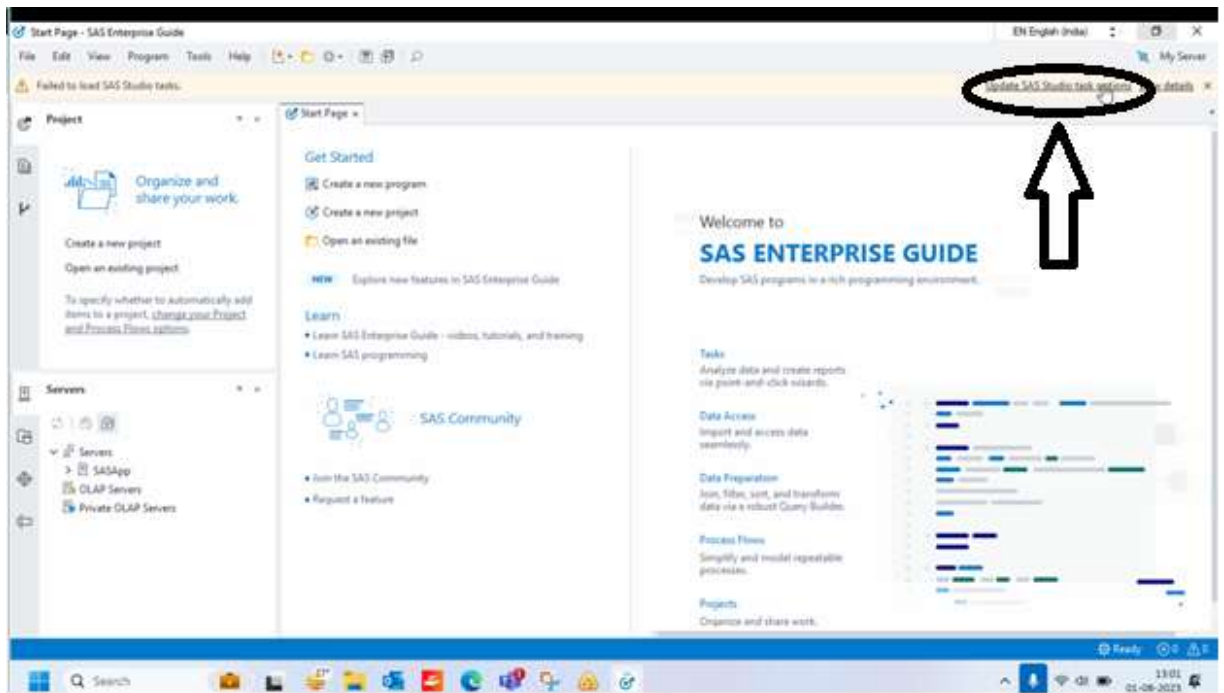 Start Page - SAS Enterprise Guide
EN English (India)
File Edit View Program Tools Help
My Server
Failed to load SAS Studio tasks.
Update SAS Studio task options details
Project
Organize and
share your work.
Create a new project
Open an existing project
To specify whether to automatically add
items to a project, change your Project
and Process Flows options.
Servers
Servers
SASApp
OLAP Servers
Private OLAP Servers
Start Page
Get Started
Create a new program
Create a new project
Open an existing file
NEW Explore new features in SAS Enterprise Guide
Learn
• Learn SAS Enterprise Guide - videos, tutorials, and training
• Learn SAS programming
SAS Community
• Join the SAS Community
• Request a feature
Welcome to
SAS ENTERPRISE GUIDE
Develop SAS programs in a rich programming environment.
Tasks
Analyze data and create reports
via point-and-click wizards.
Data Access
Import and access data
seamlessly.
Data Preparation
Join, filter, sort, and transform
data via a robust Query Builder.
Process Flows
Simplify and model repeatable
processes.
Projects
Organize and share work.
Ready 0
Search
13:01